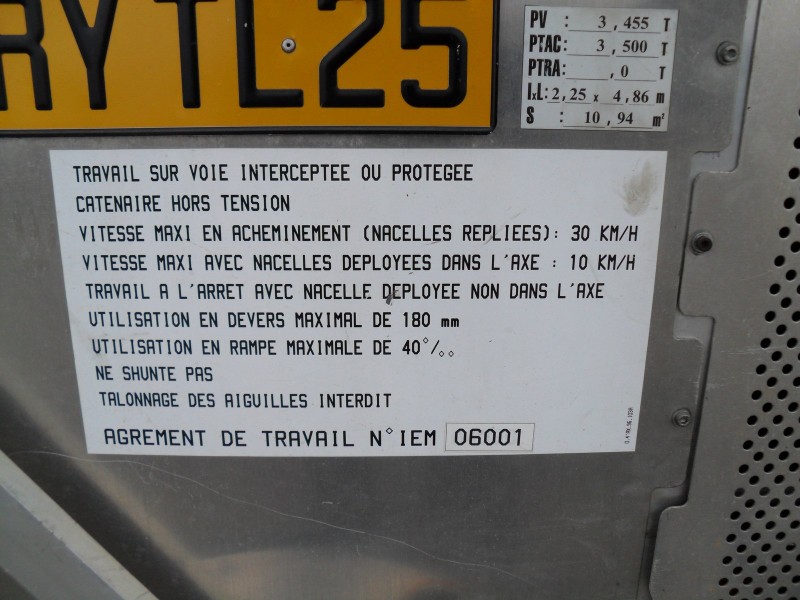 RYTL25
PV : 3,455 T
PTAC: 3,500 T
PTRA: ,0 T
IxL: 2,25 x 4,86 m
S : 10,94 m²
TRAVAIL SUR VOIE INTERCEPTEE OU PROTEGEE
CATENAIRE HORS TENSION
VITESSE MAXI EN ACHEMINEMENT (NACELLES REPLIEES): 30 KM/H
VITESSE MAXI AVEC NACELLES DEPLOYEES DANS L'AXE : 10 KM/H
TRAVAIL A L'ARRET AVEC NACELLE DEPLOYEE NON DANS L'AXE
UTILISATION EN DEVERS MAXIMAL DE 180 mm
UTILISATION EN RAMPE MAXIMALE DE 40°/°°
NE SHUNTE PAS
TALONNAGE DES AIGUILLES INTERDIT
AGREMENT DE TRAVAIL N°IEM 06001